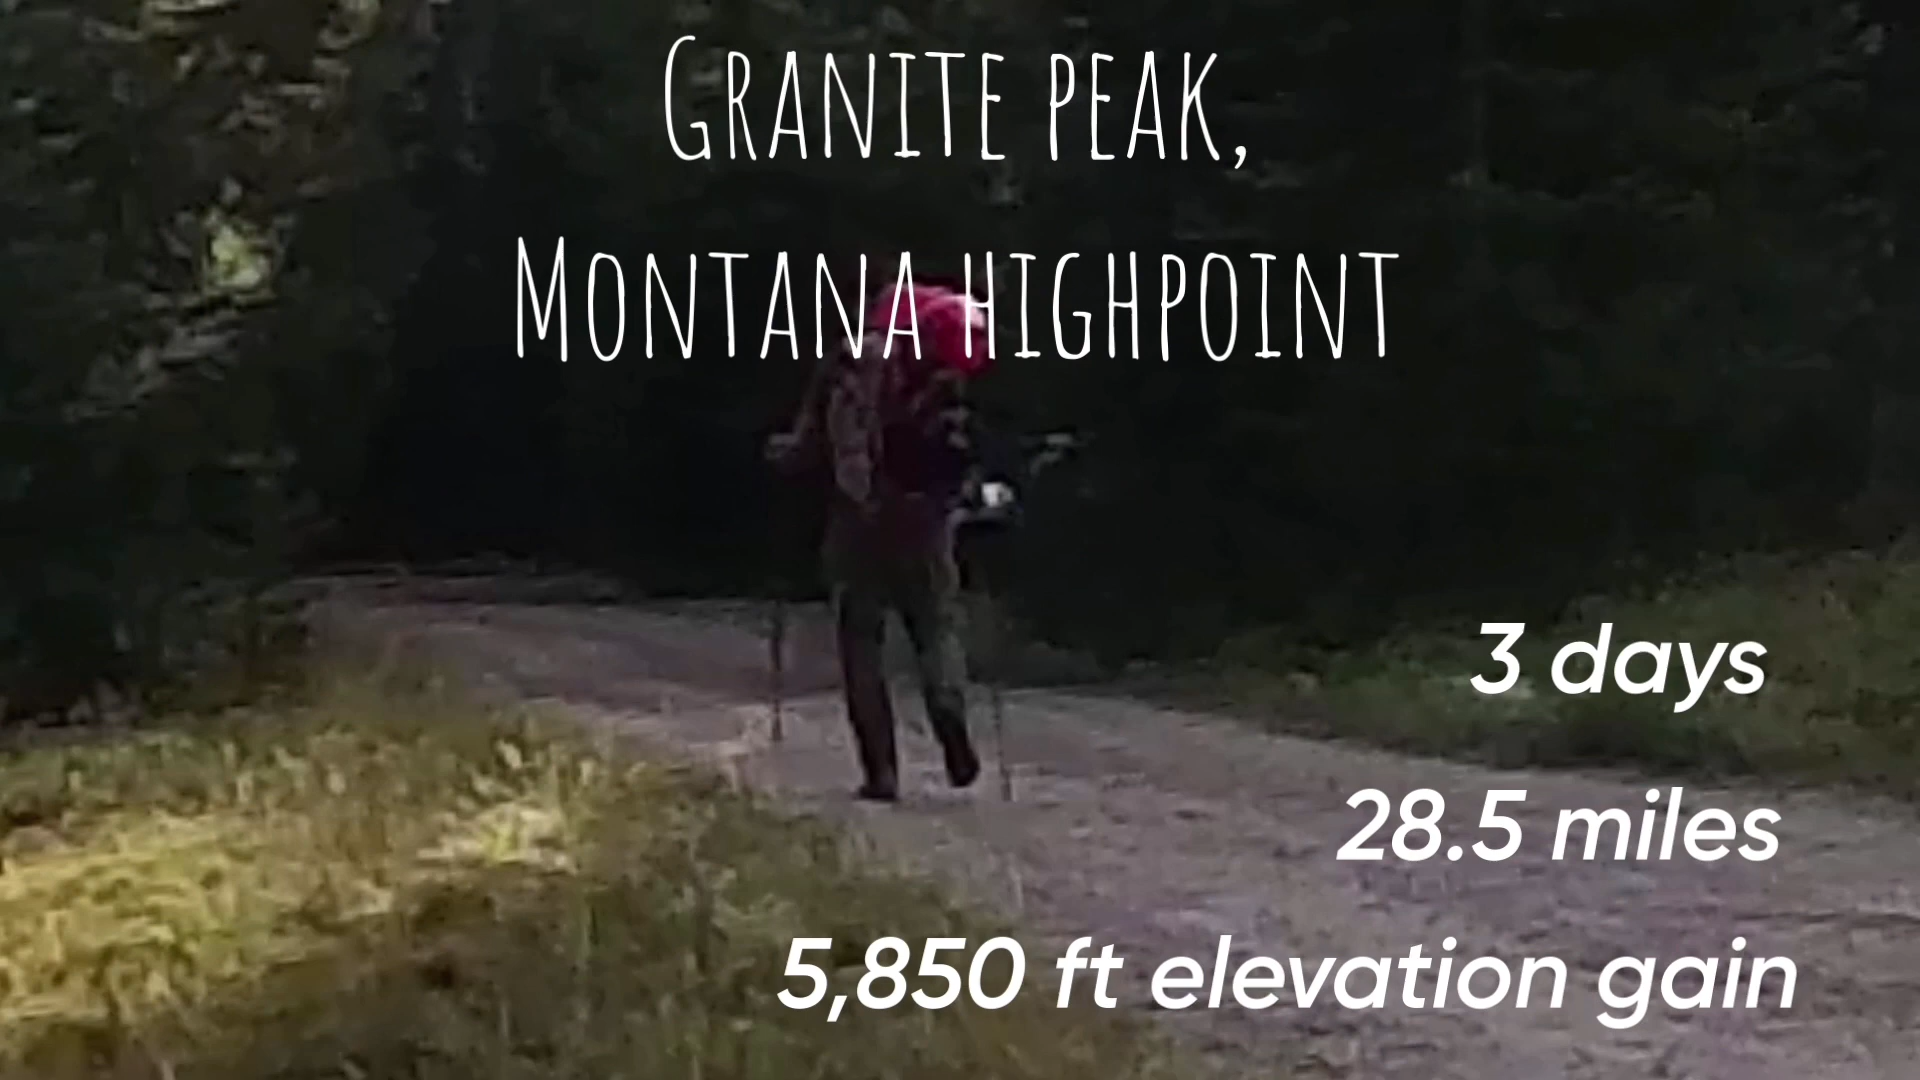 Granite peak,
Montana highpoint
3 days
28.5 miles
5,850 ft elevation gain